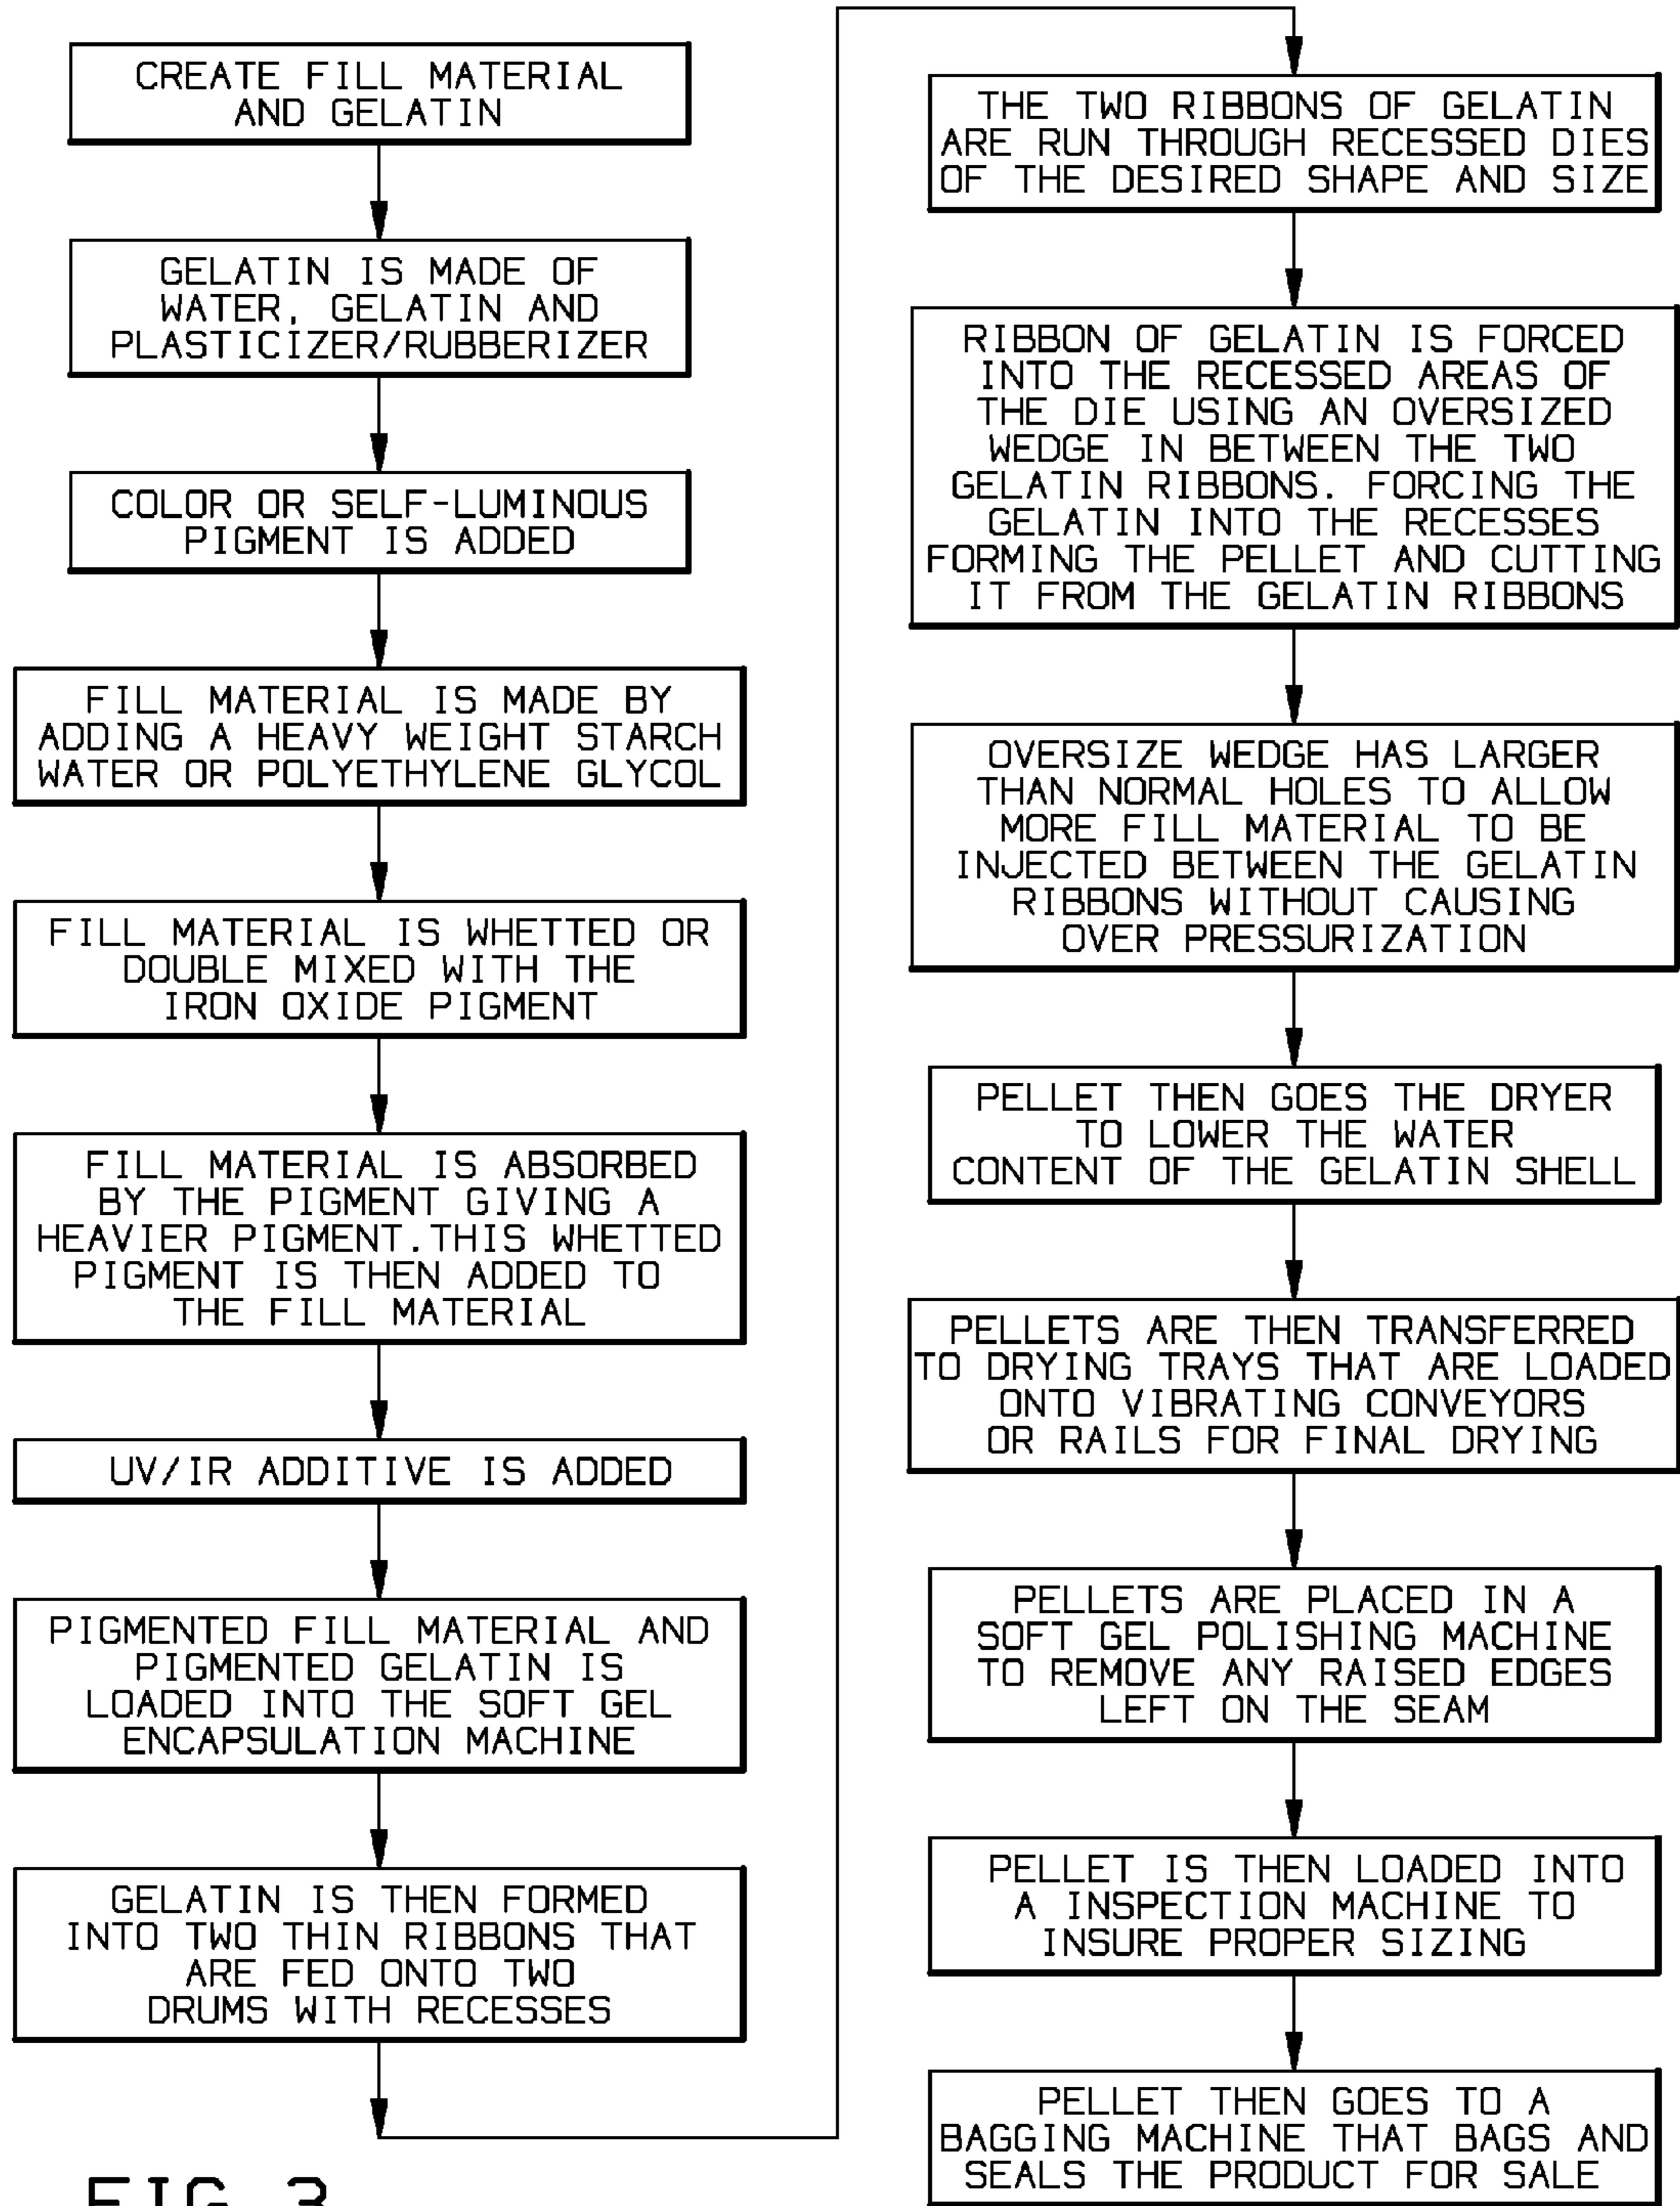 CREATE FILL MATERIAL
AND GELATIN
GELATIN IS MADE OF
WATER, GELATIN AND
PLASTICIZER/RUBBERIZER
COLOR OR SELF-LUMINOUS
PIGMENT IS ADDED
FILL MATERIAL IS MADE BY
ADDING A HEAVY WEIGHT STARCH
WATER OR POLYETHYLENE GLYCOL
FILL MATERIAL IS WHETTED OR
DOUBLE MIXED WITH THE
IRON OXIDE PIGMENT
FILL MATERIAL IS ABSORBED
BY THE PIGMENT GIVING A
HEAVIER PIGMENT.THIS WHETTED
PIGMENT IS THEN ADDED TO
THE FILL MATERIAL
UV/IR ADDITIVE IS ADDED
PIGMENTED FILL MATERIAL AND
PIGMENTED GELATIN IS
LOADED INTO THE SOFT GEL
ENCAPSULATION MACHINE
GELATIN IS THEN FORMED
INTO TWO THIN RIBBONS THAT
ARE FED ONTO TWO
DRUMS WITH RECESSES
THE TWO RIBBONS OF GELATIN
ARE RUN THROUGH RECESSED DIES
OF THE DESIRED SHAPE AND SIZE
RIBBON OF GELATIN IS FORCED
INTO THE RECESSED AREAS OF
THE DIE USING AN OVERSIZED
WEDGE IN BETWEEN THE TWO
GELATIN RIBBONS. FORCING THE
GELATIN INTO THE RECESSES
FORMING THE PELLET AND CUTTING
IT FROM THE GELATIN RIBBONS
OVERSIZE WEDGE HAS LARGER
THAN NORMAL HOLES TO ALLOW
MORE FILL MATERIAL TO BE
INJECTED BETWEEN THE GELATIN
RIBBONS WITHOUT CAUSING
OVER PRESSURIZATION
PELLET THEN GOES THE DRYER
TO LOWER THE WATER
CONTENT OF THE GELATIN SHELL
PELLETS ARE THEN TRANSFERRED
TO DRYING TRAYS THAT ARE LOADED
ONTO VIBRATING CONVEYORS
OR RAILS FOR FINAL DRYING
PELLETS ARE PLACED IN A
SOFT GEL POLISHING MACHINE
TO REMOVE ANY RAISED EDGES
LEFT ON THE SEAM
PELLET IS THEN LOADED INTO
A INSPECTION MACHINE TO
INSURE PROPER SIZING
PELLET THEN GOES TO A
BAGGING MACHINE THAT BAGS AND
SEALS THE PRODUCT FOR SALE
FIG 3